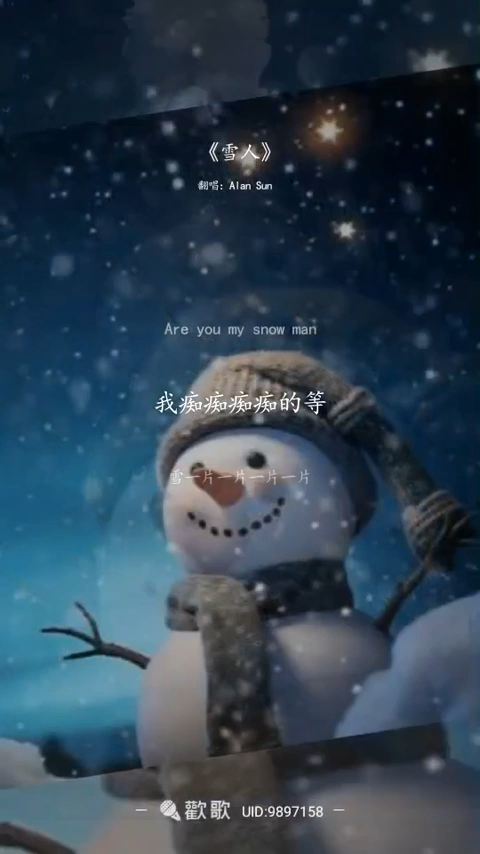 《雪人》
翻唱：Alan Sun
Are you my snow man
我痴痴痴痴的等
雪一片一片一片一片
歡歌 UID:9897158